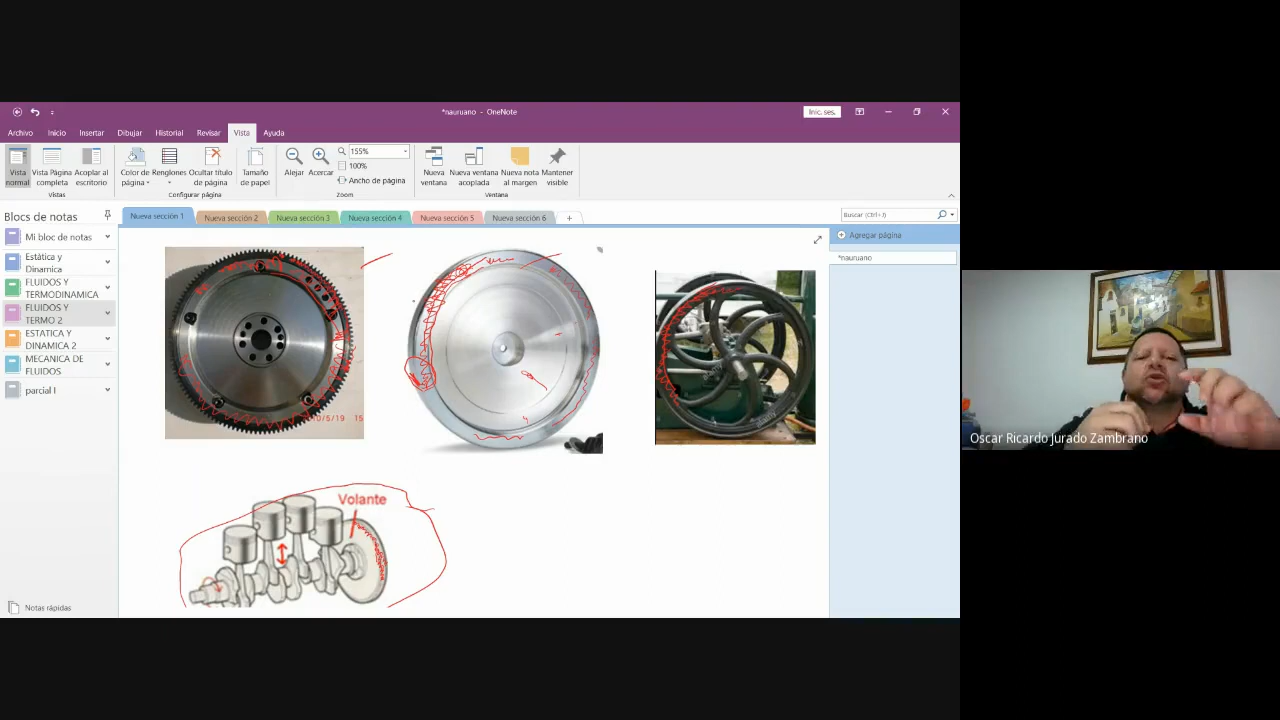 *nauruano - OneNote
Inic. ses.
Archivo Inicio Insertar Dibujar Historial Revisar Vista Ayuda
Vista normal
Vista Página completa
Acoplar al escritorio
Vistas
Color de página
Renglones
Ocultar título de página
Tamaño de papel
Configurar página
Alejar
Acercar
155%
100%
Ancho de página
Zoom
Nueva ventana
Nueva ventana acoplada
Nueva nota al margen
Mantener visible
Ventana
Blocs de notas
Nueva sección 1 Nueva sección 2 Nueva sección 3 Nueva sección 4 Nueva sección 5 Nueva sección 6 +
Buscar (Ctrl+J)
Mi bloc de notas
Estàtica y
Dinamica
FLUIDOS Y
TERMODINAMICA
FLUIDOS Y
TERMO 2
ESTATICA Y
DINAMICA 2
MECANICA DE
FLUIDOS
parcial I
Notas rápidas
Agregar página
*nauruano
Volante
Oscar Ricardo Jurado Zambrano